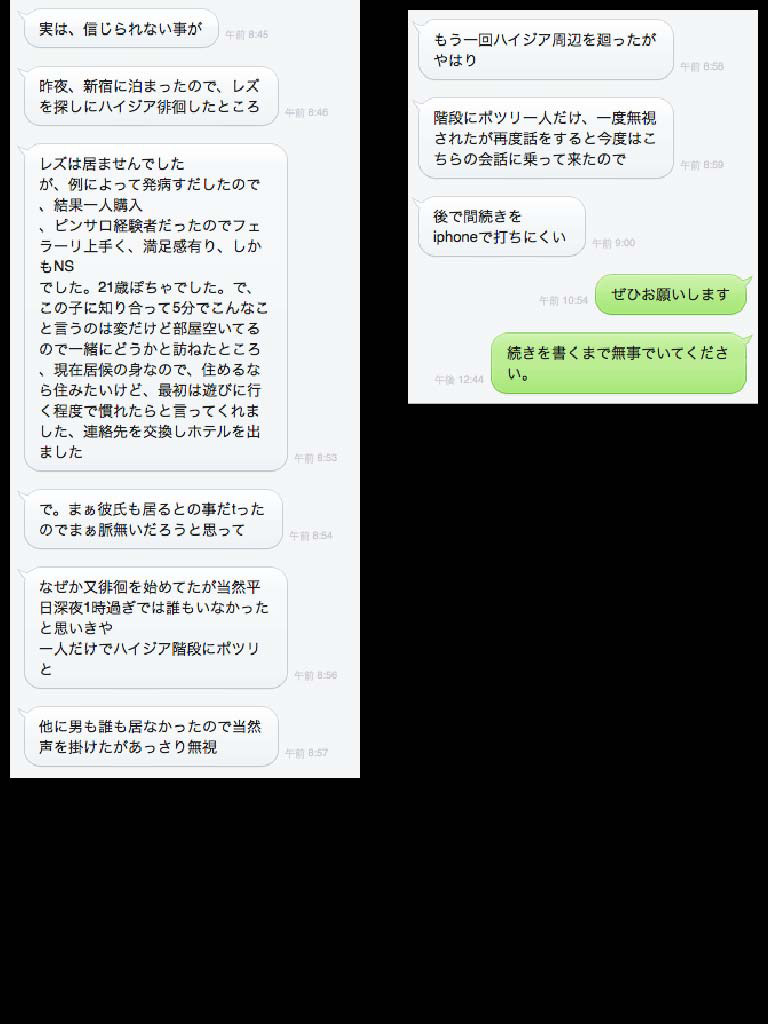 実は、信じられない事が
午前 8:45
昨夜、新宿に泊まったので、レズ
を探しにハイジア徘徊したところ
午前 8:46
レズは居ませんでした
が、例によって発病すだしたので
、結果一人購入
、ピンサロ経験者だったのでフェ
ラーリ上手く、満足感有り、しか
もNS
でした。21歳ぽちゃでした。で、
この子に知り合って5分でこんなこ
と言うのは変だけど部屋空いてる
ので一緒にどうかと訪ねたところ
、現在居候の身なので、住めるな
ら住みたいけど、最初は遊びに行
く程度で慣れたらと言ってくれま
した、連絡先を交換しホテルを出
ました
午前 8:53
で。まぁ彼氏も居るとの事だtった
のでまぁ脈無いだろうと思って
午前 8:54
なぜか又徘徊を始めてたが当然平
日深夜1時過ぎでは誰もいなかった
と思いきや
一人だけでハイジア階段にポツリ
と
午前 8:56
他に男も誰も居なかったので当然
声を掛けたがあっさり無視
午前 8:57
もう一回ハイジア周辺を廻ったが
やはり
午前 8:58
階段にポツリ一人だけ、一度無視
されたが再度話をすると今度はこ
ちらの会話に乗って来たので
午前 8:59
後で間続きを
iphoneで打ちにくい
午前 9:00
ぜひお願いします
午前 10:54
続きを書くまで無事でいてくださ
い。
午後 12:44